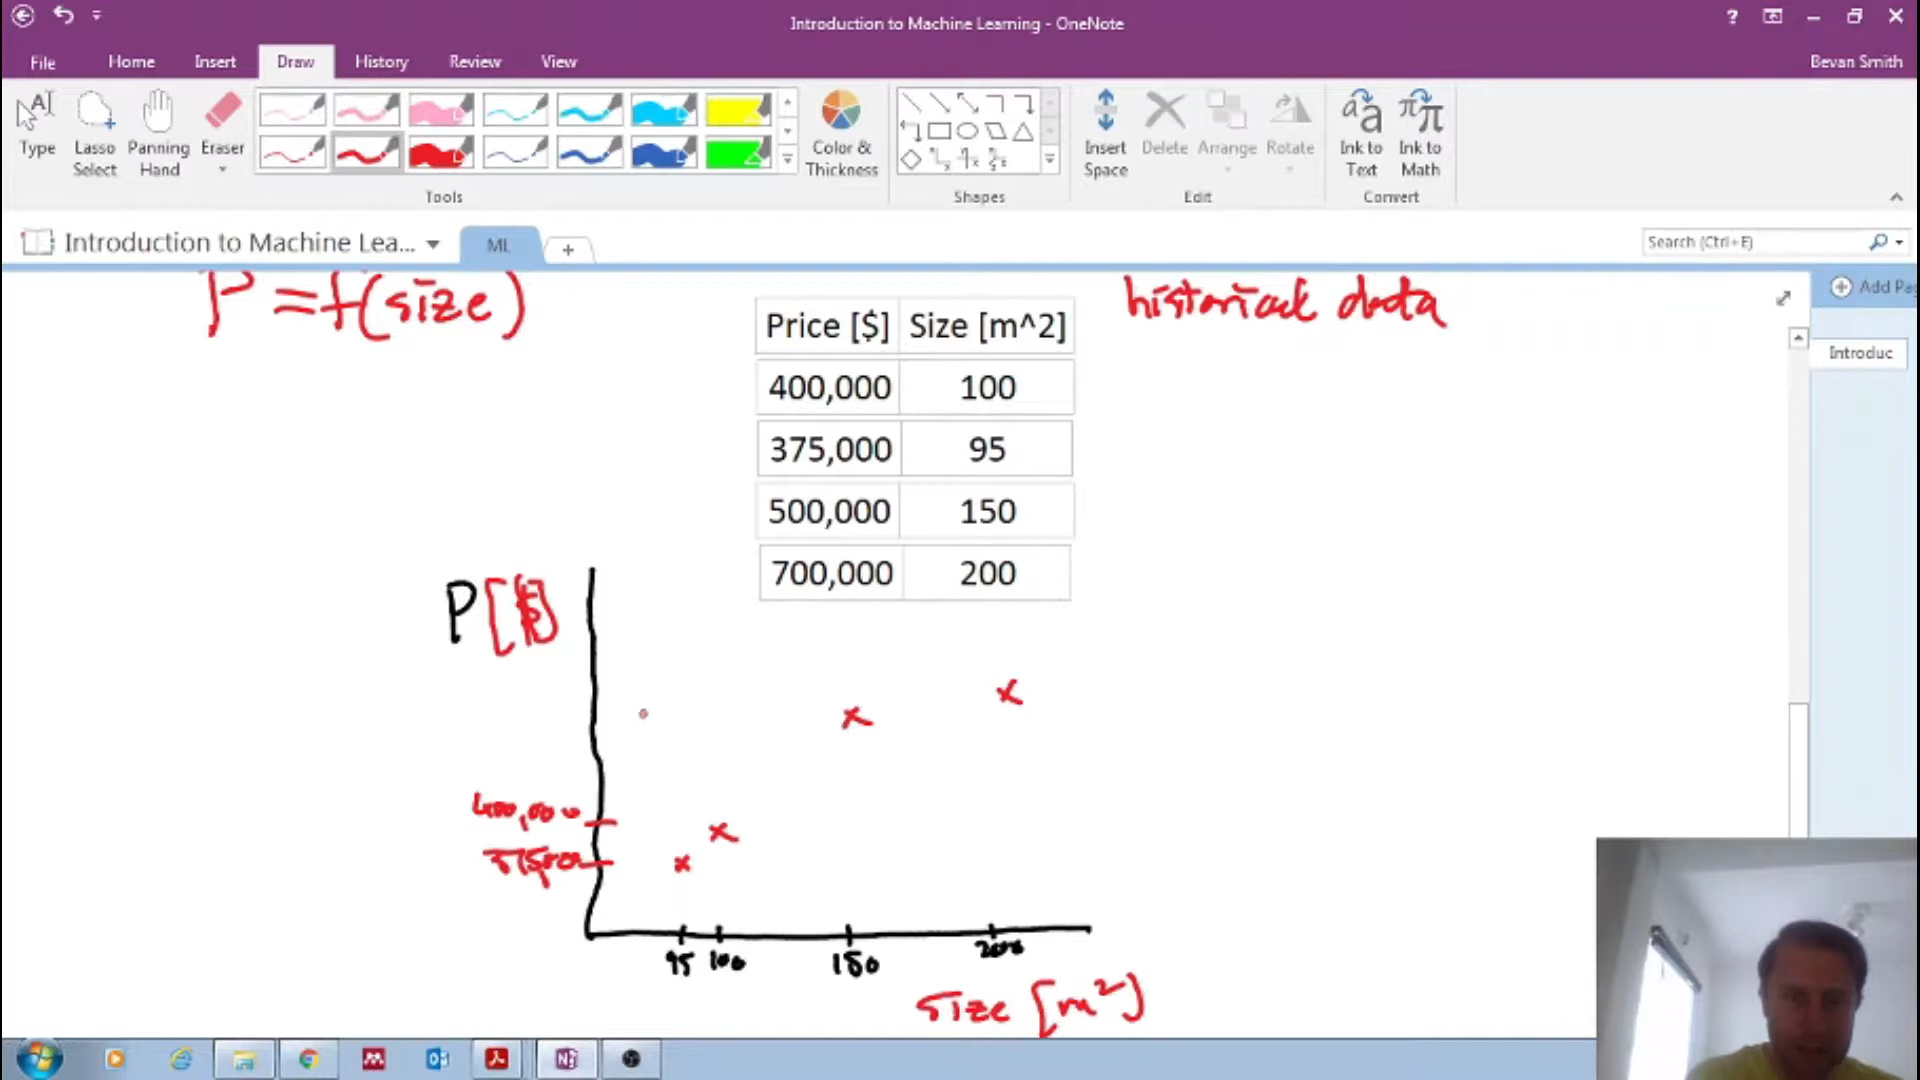 Introduction to Machine Learning - OneNote
File Home Insert Draw History Review View
Bevan Smith
Type
Lasso Select
Panning Hand
Eraser
Color & Thickness
Insert Space
Delete
Arrange
Rotate
Ink to Text
Ink to Math
Tools
Shapes
Edit
Convert
Introduction to Machine Lea...
ML
Search (Ctrl+E)
Add Pag
Introduc
P = f(size)
historical data
Price [$] Size [m^2]
400,000 100
375,000 95
500,000 150
700,000 200
P [$]
400,000
375,000
95 100 150 200
size [m²]